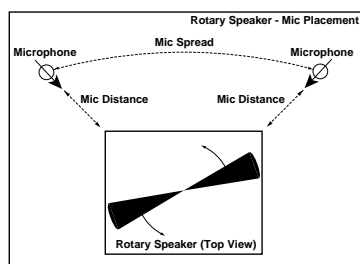 Rotary Speaker - Mic Placement
Mic Spread
Microphone
Microphone
Mic Distance
Mic Distance
Rotary Speaker (Top View)